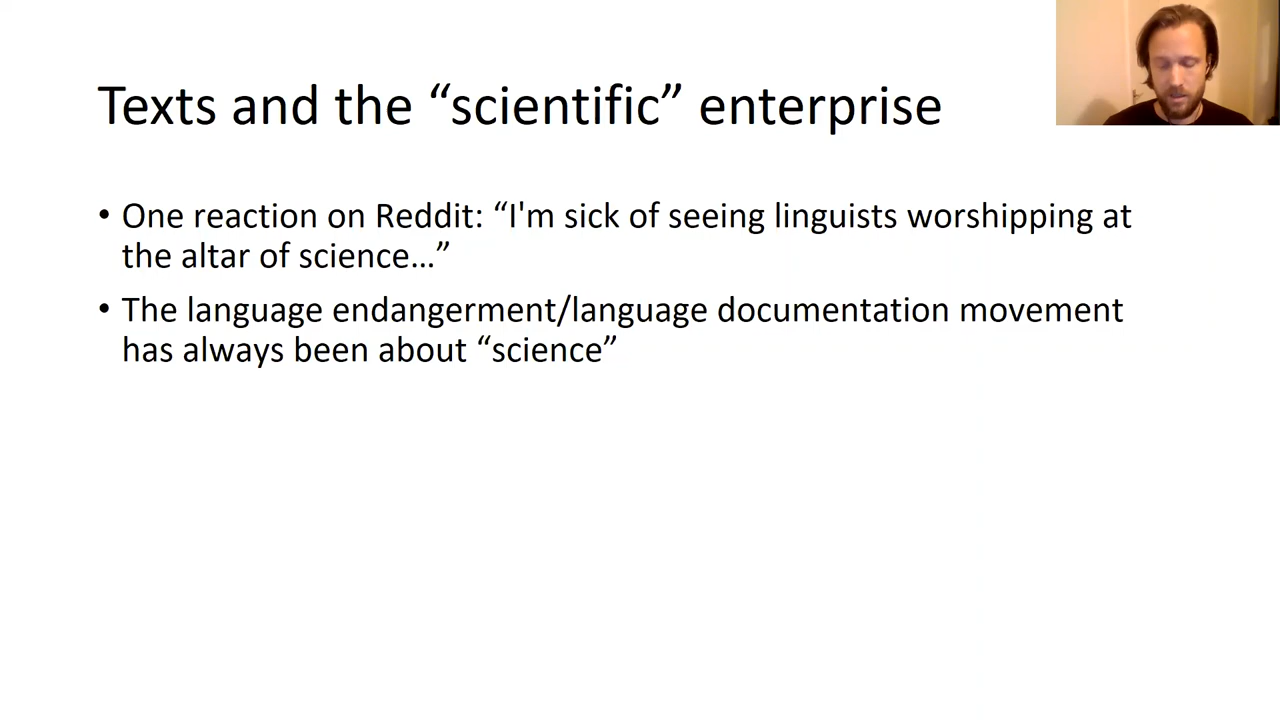 Texts and the “scientific” enterprise
• One reaction on Reddit: “I'm sick of seeing linguists worshipping at
the altar of science…”
• The language endangerment/language documentation movement
has always been about “science”